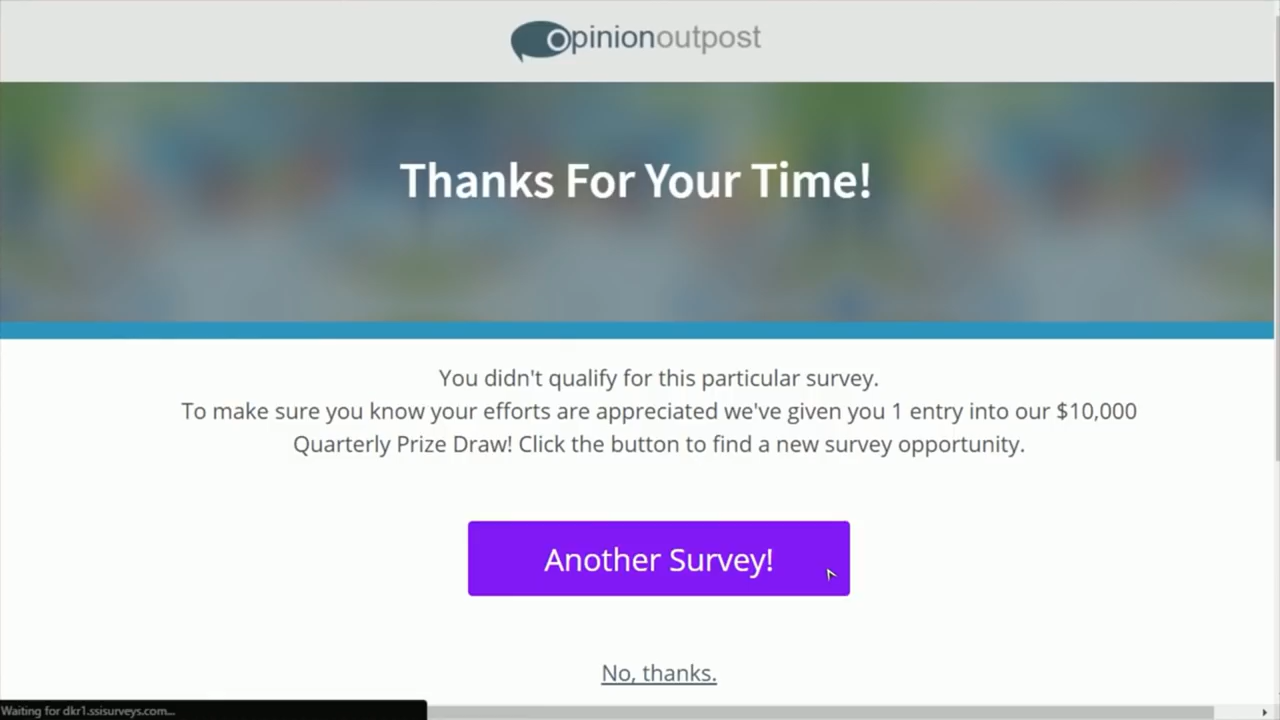 Opinionoutpost
Thanks For Your Time!
You didn't qualify for this particular survey.
To make sure you know your efforts are appreciated we've given you 1 entry into our $10,000
Quarterly Prize Draw! Click the button to find a new survey opportunity.
Another Survey!
No, thanks.
Waiting for dkr1.ssisurveys.com...